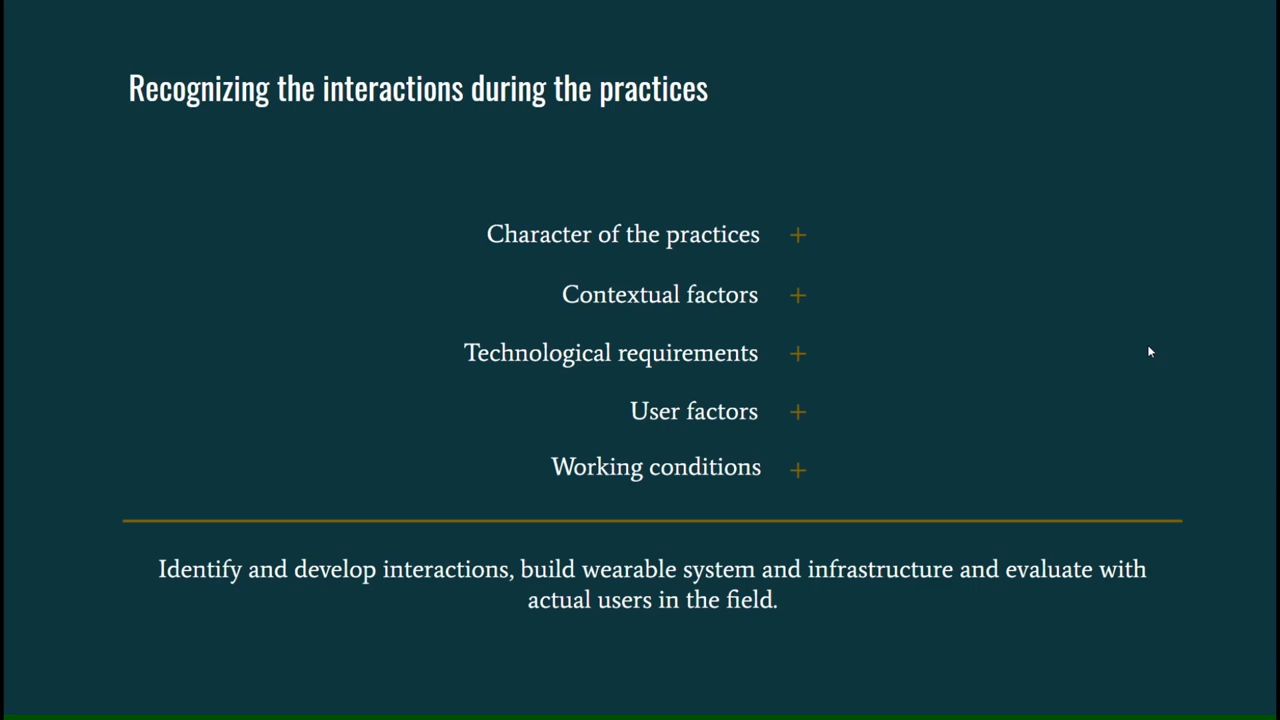 Recognizing the interactions during the practices
Character of the practices +
Contextual factors +
Technological requirements +
User factors +
Working conditions +
Identify and develop interactions, build wearable system and infrastructure and evaluate with
actual users in the field.